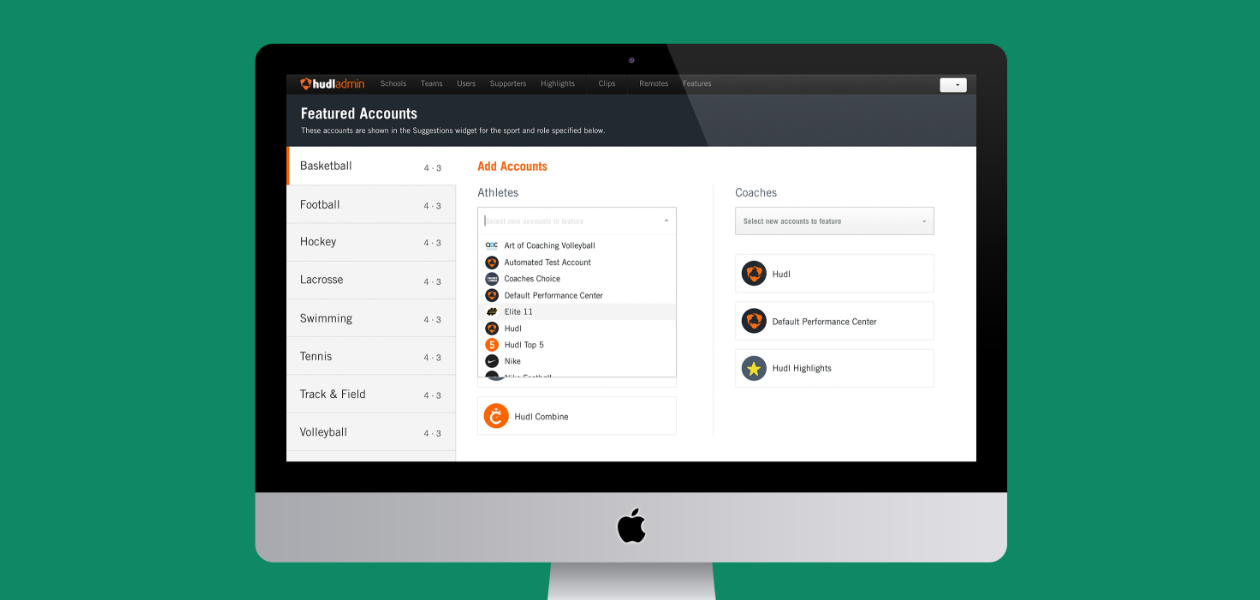 hudladmin Schools Teams Users Supporters Highlights Clips Remotes Features
Featured Accounts
These accounts are shown in the Suggestions widget for the sport and role specified below.
Basketball 4 · 3
Football 4 · 3
Hockey 4 · 3
Lacrosse 4 · 3
Swimming 4 · 3
Tennis 4 · 3
Track & Field 4 · 3
Volleyball 4 · 3
Add Accounts
Athletes
Select new accounts to feature
Art of Coaching Volleyball
Automated Test Account
Coaches Choice
Default Performance Center
Elite 11
Hudl
5 Hudl Top 5
Nike
Nike Football
Hudl Combine
Coaches
Select new accounts to feature
Hudl
Default Performance Center
Hudl Highlights